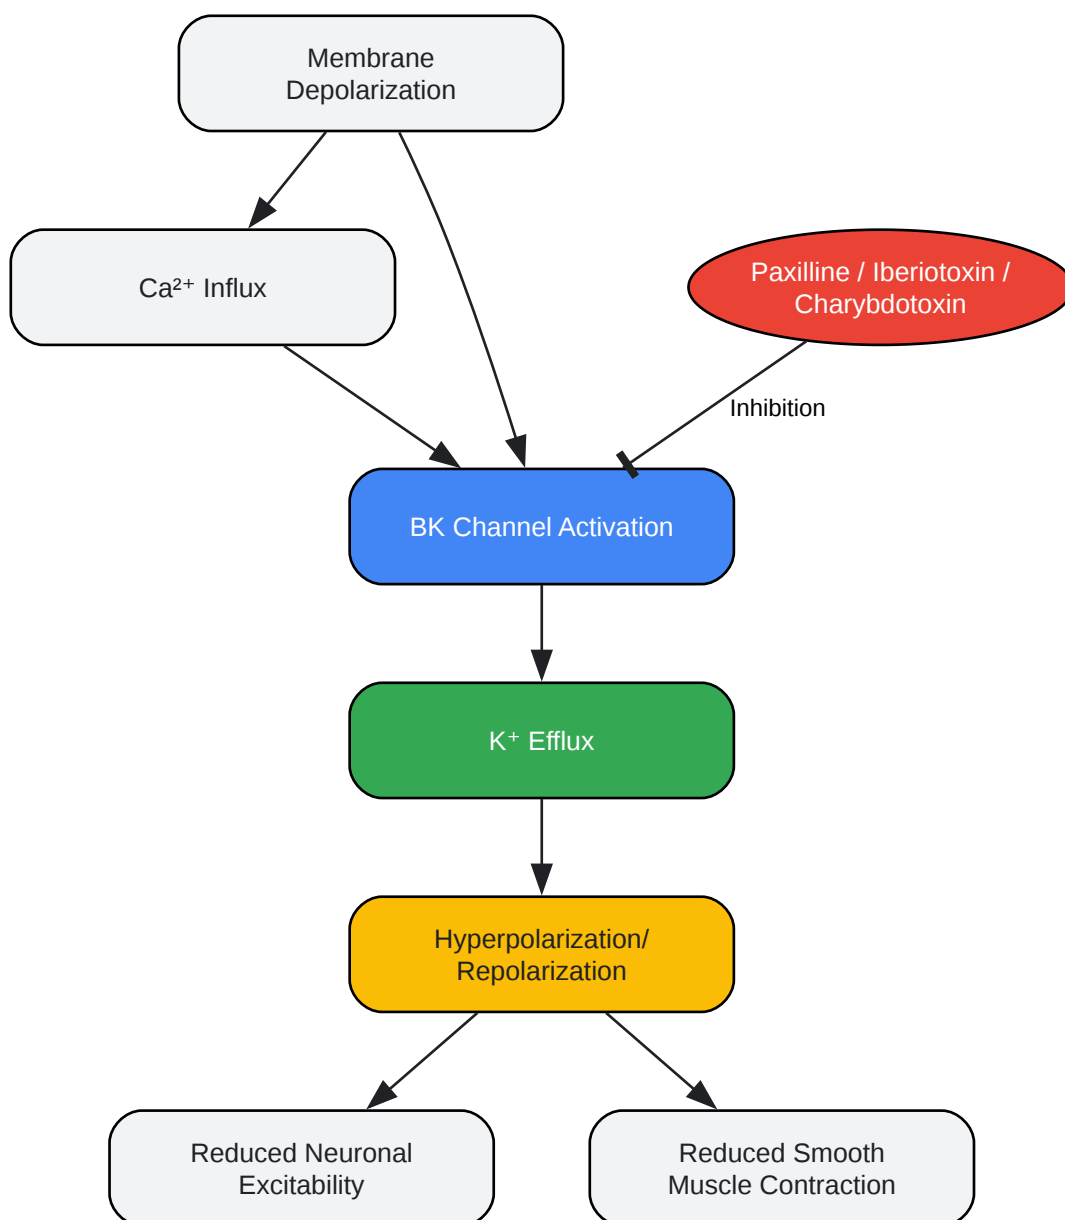 Membrane
Depolarization
Ca²⁺ Influx
Paxilline / Iberiotoxin /
Charybdotoxin
Inhibition
BK Channel Activation
K⁺ Efflux
Hyperpolarization/
Repolarization
Reduced Neuronal
Excitability
Reduced Smooth
Muscle Contraction